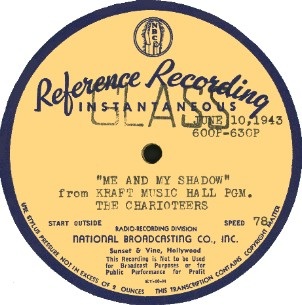 NBC
Reference Recording
INSTANTANEOUS
GLASS
JUNE 10,1943
600P-630P
"ME AND MY SHADOW"
from KRAFT MUSIC HALL PGM.
THE CHARIOTEERS
START OUTSIDE
SPEED 78
RADIO-RECORDING DIVISION
NATIONAL BROADCASTING CO., INC.
Sunset & Vine, Hollywood
This Recording is Not to be Used
for Broadcast Purposes or for
Public Performance for Profit
USE STYLUS PRESSURE NOT IN EXCESS OF 2 OUNCES
THIS TRANSCRIPTION CONTAINS COPYRIGHT MATTER